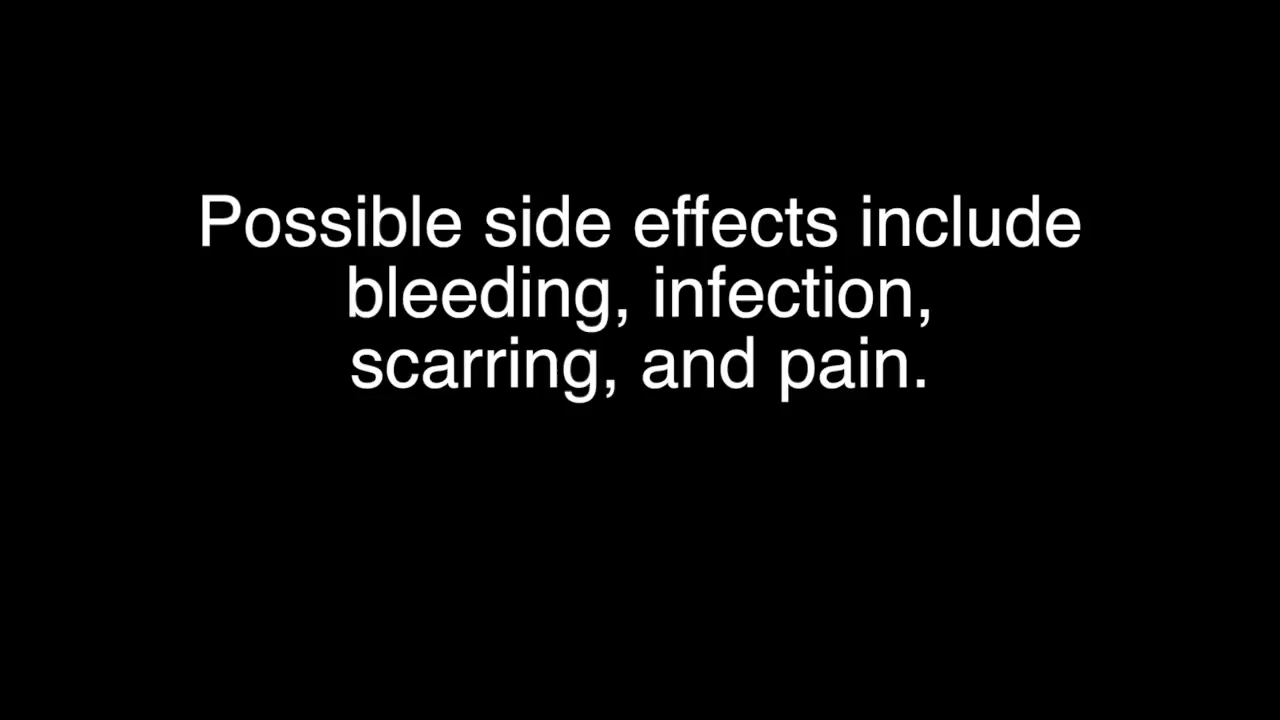 Possible side effects include
bleeding, infection,
scarring, and pain.